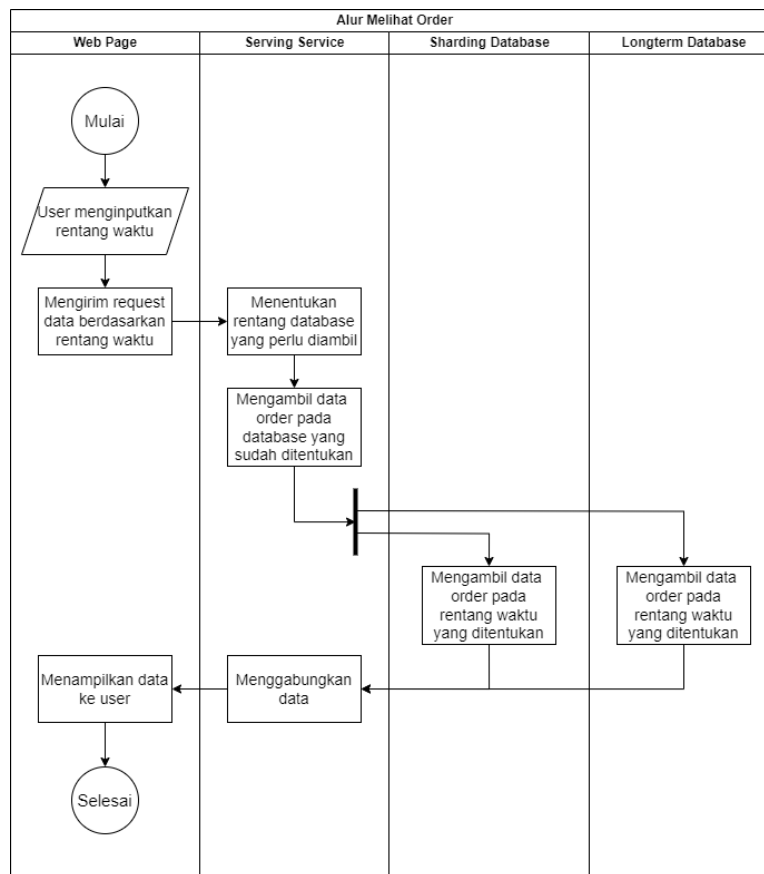 Alur Melihat Order
Web Page
Serving Service
Sharding Database
Longterm Database
Mulai
User menginputkan
rentang waktu
Mengirim request
data berdasarkan
rentang waktu
Menentukan
rentang database
yang perlu diambil
Mengambil data
order pada
database yang
sudah ditentukan
Mengambil data
order pada
rentang waktu
yang ditentukan
Mengambil data
order pada
rentang waktu
yang ditentukan
Menggabungkan
data
Menampilkan data
ke user
Selesai